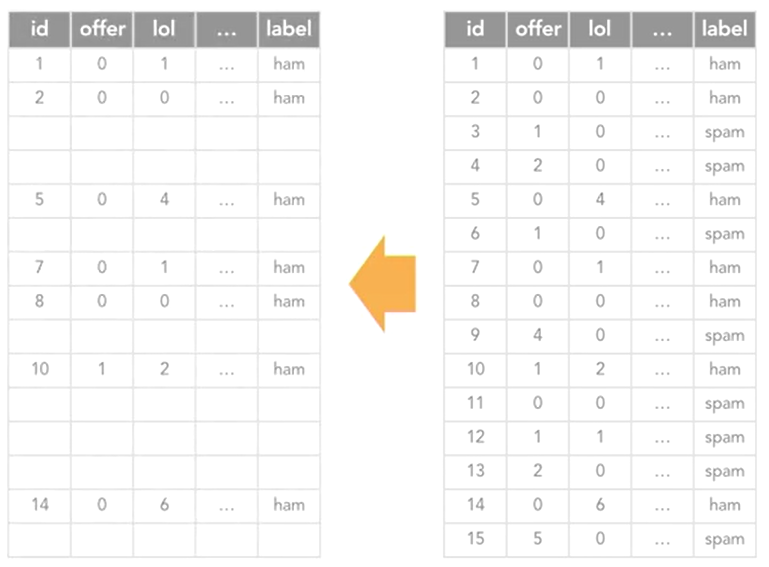 id offer lol ... label
1 0 1 ... ham
2 0 0 ... ham
5 0 4 ... ham
7 0 1 ... ham
8 0 0 ... ham
10 1 2 ... ham
14 0 6 ... ham
id offer lol ... label
1 0 1 ... ham
2 0 0 ... ham
3 1 0 ... spam
4 2 0 ... spam
5 0 4 ... ham
6 1 0 ... spam
7 0 1 ... ham
8 0 0 ... ham
9 4 0 ... spam
10 1 2 ... ham
11 0 0 ... spam
12 1 1 ... spam
13 2 0 ... spam
14 0 6 ... ham
15 5 0 ... spam